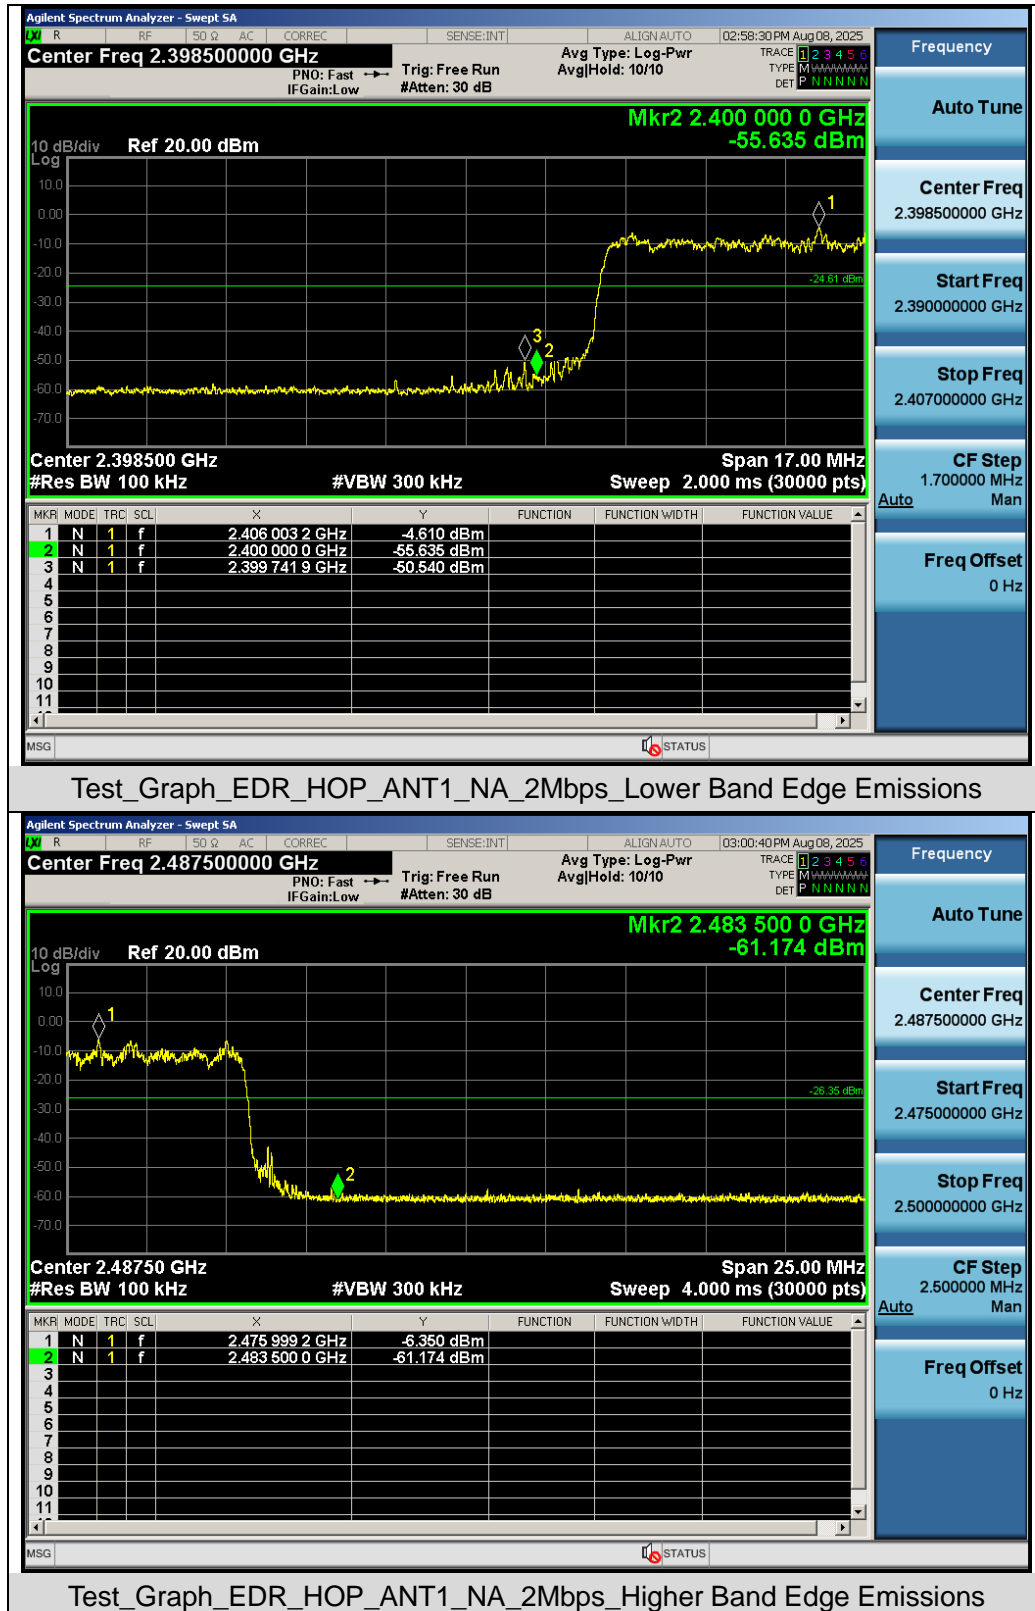 Agilent Spectrum Analyzer - Swept SA
LXI R RF 50 Ω AC CORREC SENSE:INT ALIGN AUTO 02:58:30 PM Aug 08, 2025
Center Freq 2.398500000 GHz
PNO: Fast
IFGain:Low
Trig: Free Run
#Atten: 30 dB
Avg Type: Log-Pwr
Avg|Hold: 10/10
TRACE 1 2 3 4 5 6
TYPE M W W W W W
DET P N N N N N
Mkr2 2.400 000 0 GHz
-55.635 dBm
10 dB/div Ref 20.00 dBm
Log
10.0
0.00
-10.0
-20.0
-30.0
-40.0
-50.0
-60.0
-70.0
1
-24.61 dBm
3
2
Center 2.398500 GHz Span 17.00 MHz
#Res BW 100 kHz #VBW 300 kHz Sweep 2.000 ms (30000 pts)
MKR MODE TRC SCL X Y FUNCTION FUNCTION WIDTH FUNCTION VALUE
1 N 1 f 2.406 003 2 GHz -4.610 dBm
2 N 1 f 2.400 000 0 GHz -55.635 dBm
3 N 1 f 2.399 741 9 GHz -50.540 dBm
4
5
6
7
8
9
10
11
MSG STATUS
Frequency
Auto Tune
Center Freq
2.398500000 GHz
Start Freq
2.390000000 GHz
Stop Freq
2.407000000 GHz
CF Step
1.700000 MHz
Auto Man
Freq Offset
0 Hz
Test_Graph_EDR_HOP_ANT1_NA_2Mbps_Lower Band Edge Emissions
Agilent Spectrum Analyzer - Swept SA
LXI R RF 50 Ω AC CORREC SENSE:INT ALIGN AUTO 03:00:40 PM Aug 08, 2025
Center Freq 2.487500000 GHz
PNO: Fast
IFGain:Low
Trig: Free Run
#Atten: 30 dB
Avg Type: Log-Pwr
Avg|Hold: 10/10
TRACE 1 2 3 4 5 6
TYPE M W W W W W
DET P N N N N N
Mkr2 2.483 500 0 GHz
-61.174 dBm
10 dB/div Ref 20.00 dBm
Log
10.0
0.00
-10.0
-20.0
-30.0
-40.0
-50.0
-60.0
-70.0
1
-26.35 dBm
2
Center 2.48750 GHz Span 25.00 MHz
#Res BW 100 kHz #VBW 300 kHz Sweep 4.000 ms (30000 pts)
MKR MODE TRC SCL X Y FUNCTION FUNCTION WIDTH FUNCTION VALUE
1 N 1 f 2.475 999 2 GHz -6.350 dBm
2 N 1 f 2.483 500 0 GHz -61.174 dBm
3
4
5
6
7
8
9
10
11
MSG STATUS
Frequency
Auto Tune
Center Freq
2.487500000 GHz
Start Freq
2.475000000 GHz
Stop Freq
2.500000000 GHz
CF Step
2.500000 MHz
Auto Man
Freq Offset
0 Hz
Test_Graph_EDR_HOP_ANT1_NA_2Mbps_Higher Band Edge Emissions